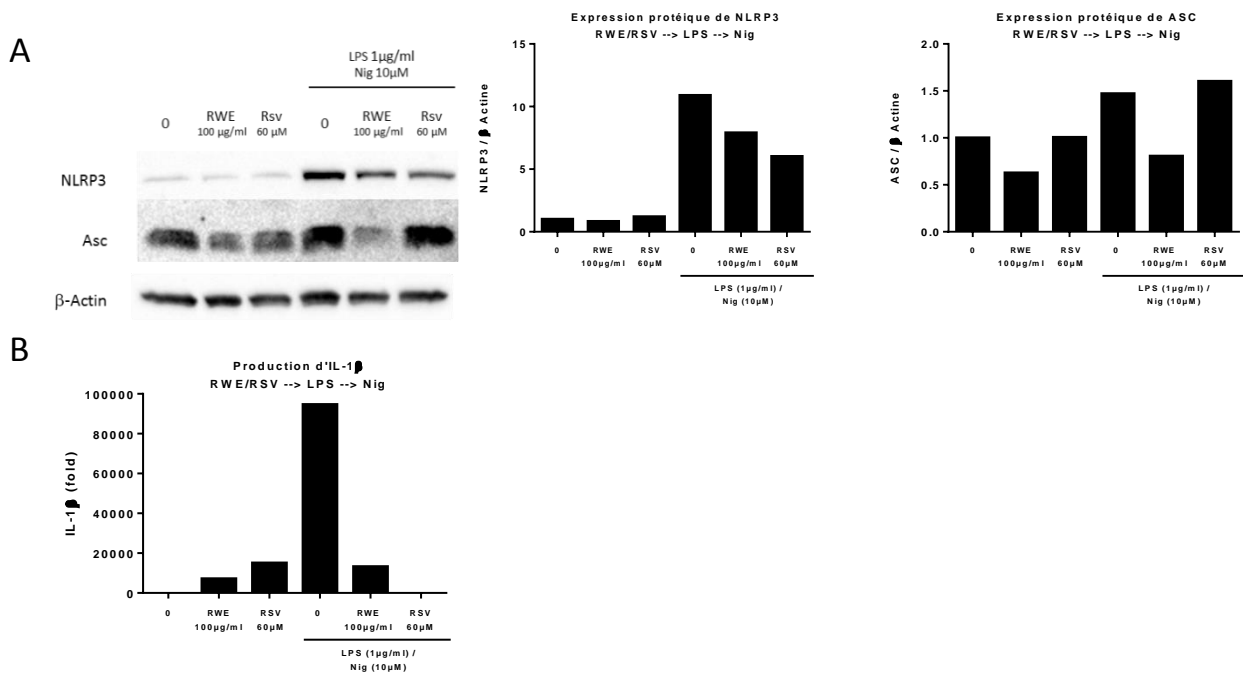 A
LPS 1µg/ml
Nig 10µM
0
RWE
100 µg/ml
Rsv
60 µM
0
RWE
100 µg/ml
Rsv
60 µM
NLRP3
Asc
β-Actin
Expression protéique de NLRP3
RWE/RSV --> LPS --> Nig
NLRP3 / β Actine
15
10
5
0
0
RWE
100µg/ml
RSV
60µM
0
RWE
100µg/ml
RSV
60µM
LPS (1µg/ml) /
Nig (10µM)
Expression protéique de ASC
RWE/RSV --> LPS --> Nig
ASC / β Actine
2.0
1.5
1.0
0.5
0.0
0
RWE
100µg/ml
RSV
60µM
0
RWE
100µg/ml
RSV
60µM
LPS (1µg/ml) /
Nig (10µM)
B
Production d'IL-1β
RWE/RSV --> LPS --> Nig
IL-1β (fold)
100000
80000
60000
40000
20000
0
0
RWE
100µg/ml
RSV
60µM
0
RWE
100µg/ml
RSV
60µM
LPS (1µg/ml) /
Nig (10µM)